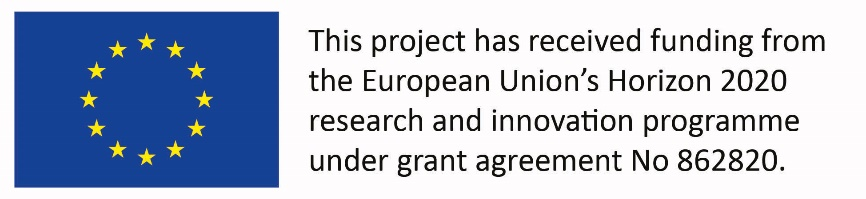 This project has received funding from
the European Union’s Horizon 2020
research and innovation programme
under grant agreement No 862820.